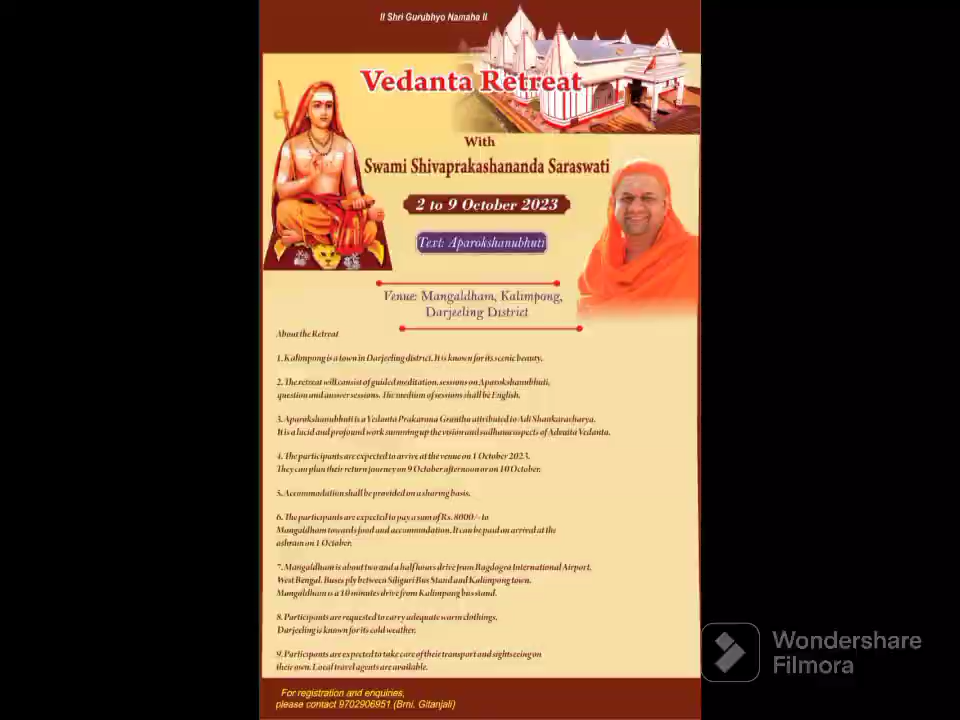 II Shri Gurubhyo Namaha II
Vedanta Retreat
With
Swami Shivaprakashananda Saraswati
2 to 9 October 2023
Text: Aparokshanubhuti
Venue: Mangaldham, Kalimpong,
Darjeeling District
About the Retreat
1. Kalimpong is a town in Darjeeling district. It is known for its scenic beauty.
2. The retreat will consist of guided meditation, sessions on Aparokshanubhuti,
question and answer sessions. The medium of sessions shall be English.
3. Aparokshanubhuti is a Vedanta Prakarana Grantha attributed to Adi Shankaracharya.
It is a lucid and profound work summing up the vision and sadhana aspects of Advaita Vedanta.
4. The participants are expected to arrive at the venue on 1 October 2023.
They can plan their return journey on 9 October afternoon or on 10 October.
5. Accommodation shall be provided on a sharing basis.
6. The participants are expected to pay a sum of Rs. 8000/- to
Mangaldham towards food and accommodation. It can be paid on arrival at the
ashram on 1 October.
7. Mangaldham is about two and a half hours drive from Bagdogra International Airport,
West Bengal. Buses ply between Siliguri Bus Stand and Kalimpong town.
Mangaldham is a 10 minutes drive from Kalimpong bus stand.
8. Participants are requested to carry adequate warm clothings.
Darjeeling is known for its cold weather.
9. Participants are expected to take care of their transport and sightseeing on
their own. Local travel agents are available.
For registration and enquiries,
please contact 9702906951 (Brni. Gitanjali)
Wondershare
Filmora